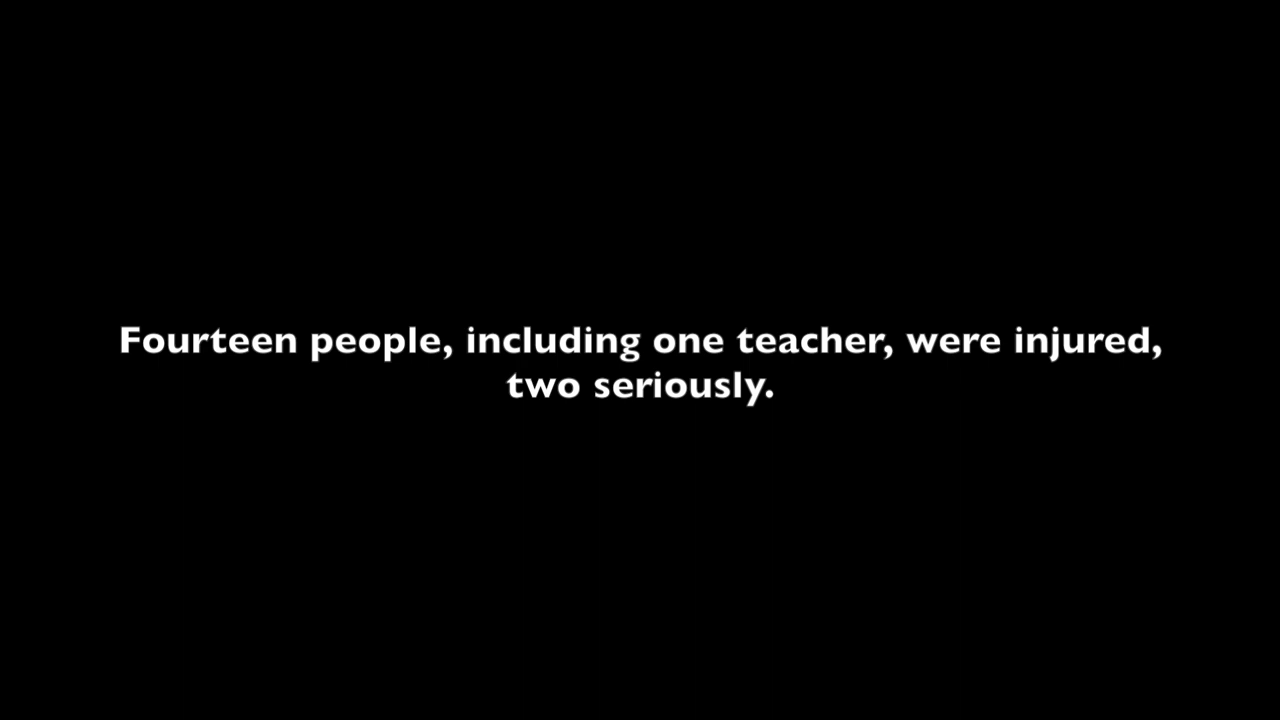 Fourteen people, including one teacher, were injured,
two seriously.